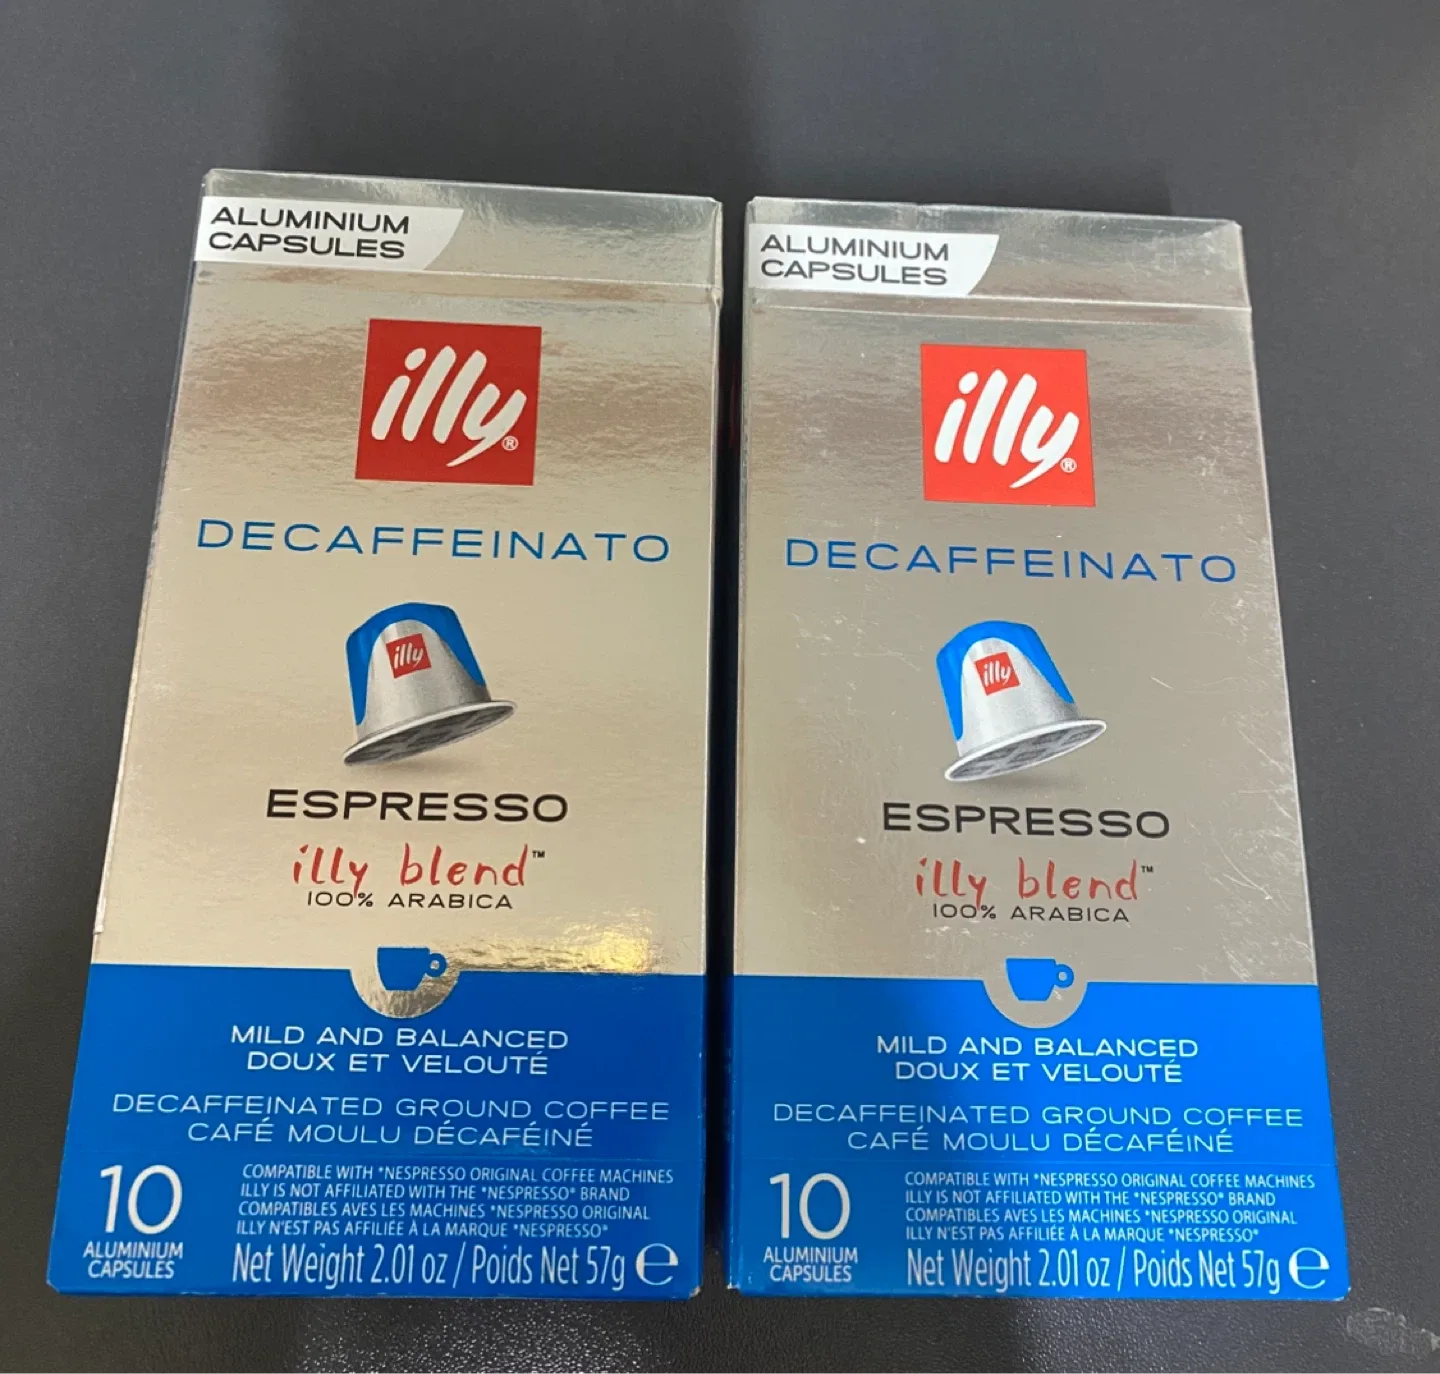 ALUMINIUM
CAPSULES
illy®
DECAFFEINATO
illy
ESPRESSO
illy blend™
100% ARABICA
MILD AND BALANCED
DOUX ET VELOUTÉ
DECAFFEINATED GROUND COFFEE
CAFÉ MOULU DÉCAFÉINÉ
10
ALUMINIUM
CAPSULES
COMPATIBLE WITH *NESPRESSO ORIGINAL COFFEE MACHINES
ILLY IS NOT AFFILIATED WITH THE "NESPRESSO" BRAND
COMPATIBLES AVES LES MACHINES *NESPRESSO ORIGINAL
ILLY N'EST PAS AFFILIÉE À LA MARQUE "NESPRESSO"
Net Weight 2.01 oz / Poids Net 57g ℮
ALUMINIUM
CAPSULES
illy®
DECAFFEINATO
illy
ESPRESSO
illy blend™
100% ARABICA
MILD AND BALANCED
DOUX ET VELOUTÉ
DECAFFEINATED GROUND COFFEE
CAFÉ MOULU DÉCAFÉINÉ
10
ALUMINIUM
CAPSULES
COMPATIBLE WITH *NESPRESSO ORIGINAL COFFEE MACHINES
ILLY IS NOT AFFILIATED WITH THE "NESPRESSO" BRAND
COMPATIBLES AVES LES MACHINES *NESPRESSO ORIGINAL
ILLY N'EST PAS AFFILIÉE À LA MARQUE "NESPRESSO"
Net Weight 2.01 oz / Poids Net 57g ℮